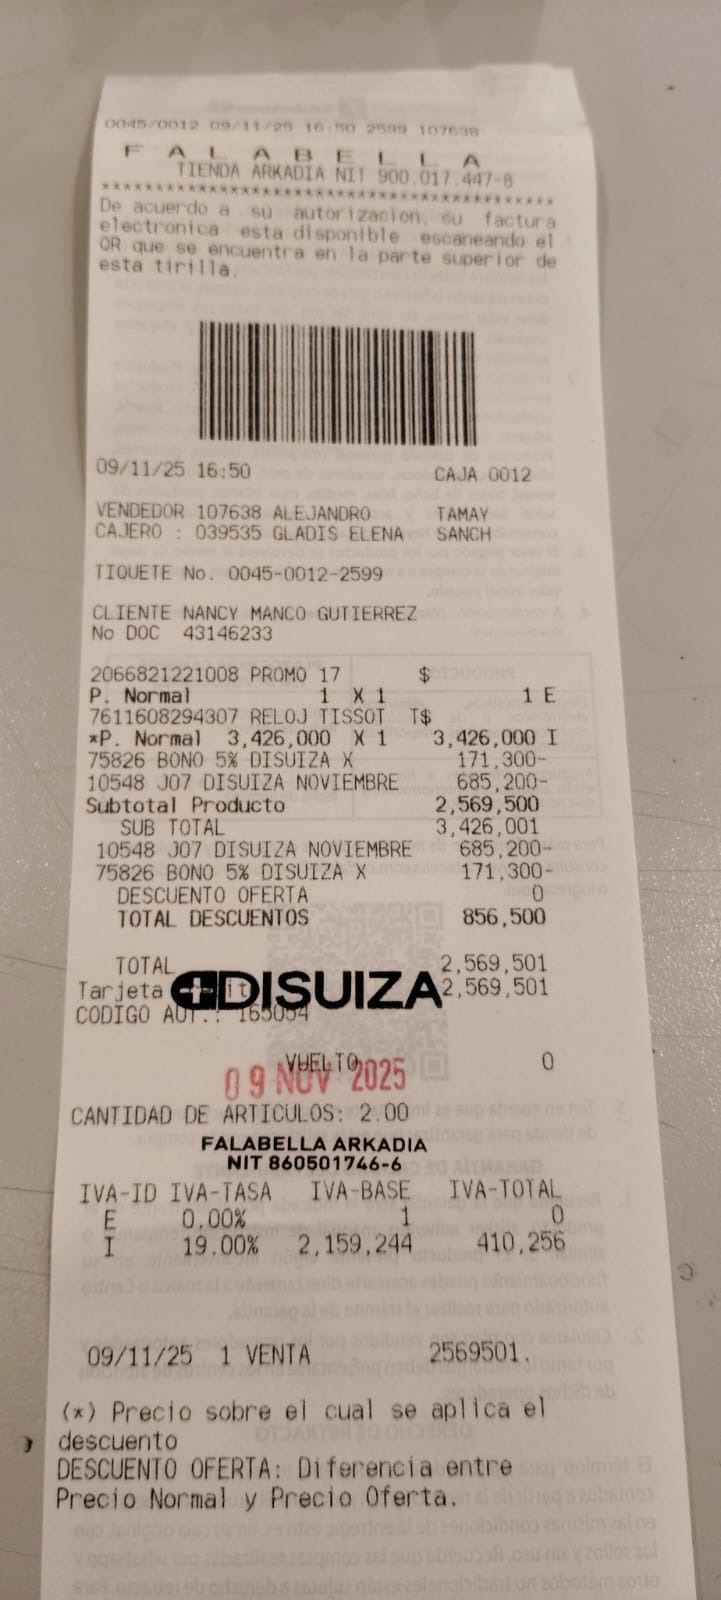 0045/0012 09/11/25 16:50 2599 107638
F A L A B E L L A
TIENDA ARKADIA NIT 900.017.447-8
******************************************
De acuerdo a su autorizacion, su factura
electronica esta disponible escaneando el
QR que se encuentra en la parte superior de
esta tirilla.
09/11/25 16:50 CAJA 0012
VENDEDOR 107638 ALEJANDRO TAMAY
CAJERO : 039535 GLADIS ELENA SANCH
TIQUETE No. 0045-0012-2599
CLIENTE NANCY MANCO GUTIERREZ
No DOC 43146233
2066821221008 PROMO 17 $
P. Normal 1 X 1 1 E
7611608294307 RELOJ TISSOT T$
*P. Normal 3,426,000 X 1 3,426,000 I
75826 BONO 5% DISUIZA X 171,300-
10548 J07 DISUIZA NOVIEMBRE 685,200-
Subtotal Producto 2,569,500
SUB TOTAL 3,426,001
10548 J07 DISUIZA NOVIEMBRE 685,200-
75826 BONO 5% DISUIZA X 171,300-
DESCUENTO OFERTA 0
TOTAL DESCUENTOS 856,500
TOTAL 2,569,501
Tarjeta 2,569,501
DISUIZA
CODIGO AUT.: 165054
VUELTO 0
09 NOV 2025
CANTIDAD DE ARTICULOS: 2.00
FALABELLA ARKADIA
NIT 860501746-6
IVA-ID IVA-TASA IVA-BASE IVA-TOTAL
E 0.00% 1 0
I 19.00% 2,159,244 410,256
09/11/25 1 VENTA 2569501.
(*) Precio sobre el cual se aplica el
descuento
DESCUENTO OFERTA: Diferencia entre
Precio Normal y Precio Oferta.